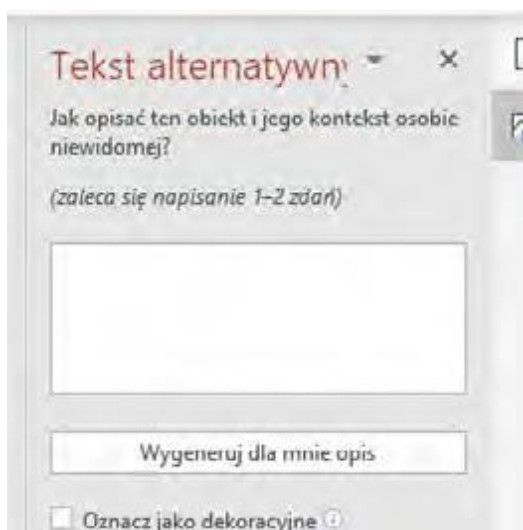 Tekst alternatywny
Jak opisać ten obiekt i jego kontekst osobie
niewidomej?
(zaleca się napisanie 1–2 zdań)
Wygeneruj dla mnie opis
Oznacz jako dekoracyjne